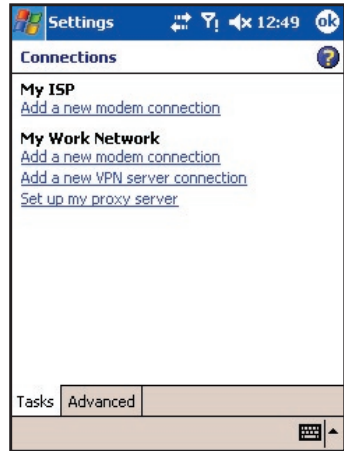 Settings 12:49 ok
Connections ?
My ISP
Add a new modem connection
My Work Network
Add a new modem connection
Add a new VPN server connection
Set up my proxy server
Tasks Advanced